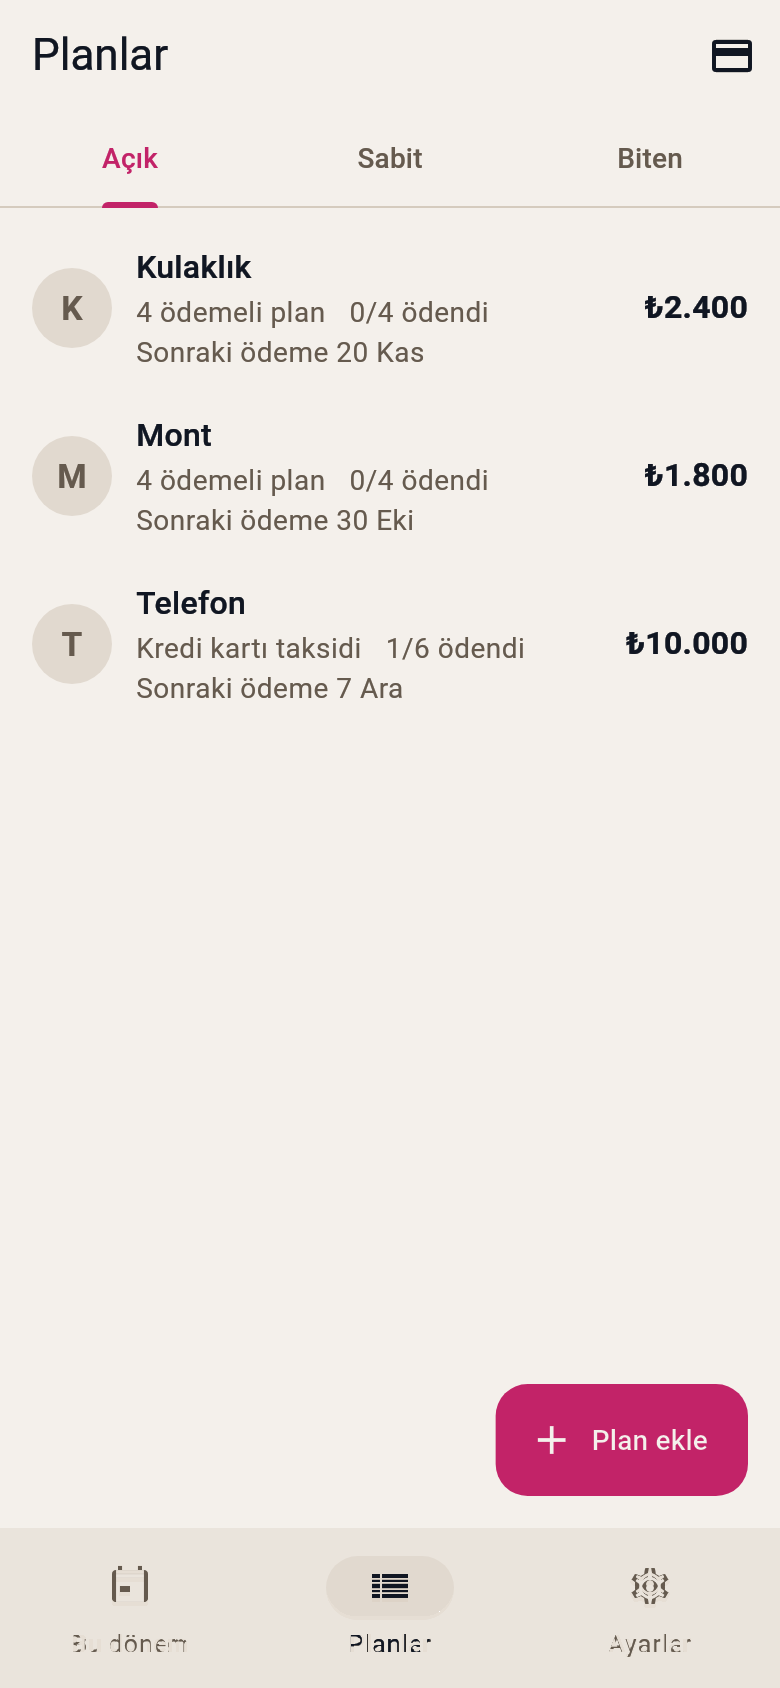 Planlar
Açık Sabit Biten
Kulaklık
K 4 ödemeli plan 0/4 ödendi ₺2.400
Sonraki ödeme 20 Kas
Mont
M 4 ödemeli plan 0/4 ödendi ₺1.800
Sonraki ödeme 30 Eki
Telefon
T Kredi kartı taksidi 1/6 ödendi ₺10.000
Sonraki ödeme 7 Ara
Plan ekle
Bu dönem Planlar Ayarlar